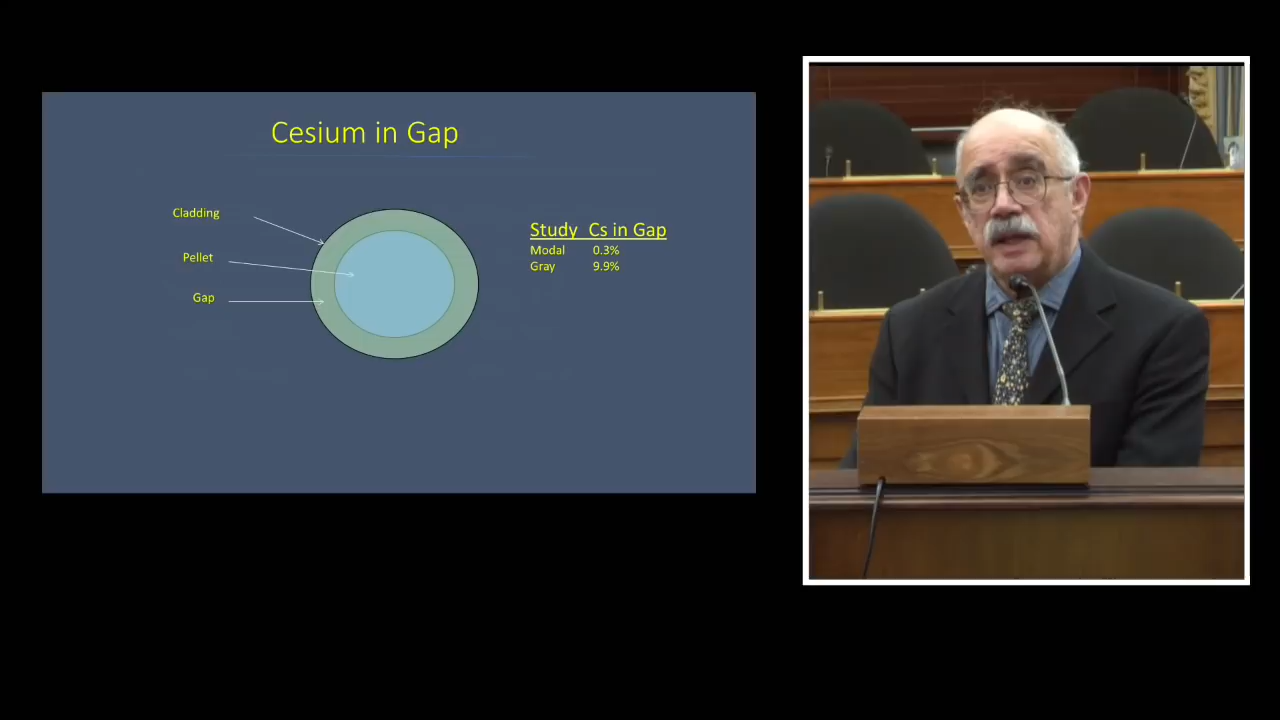 Cesium in Gap
Cladding
Pellet
Gap
Study Cs in Gap
Modal 0.3%
Gray 9.9%